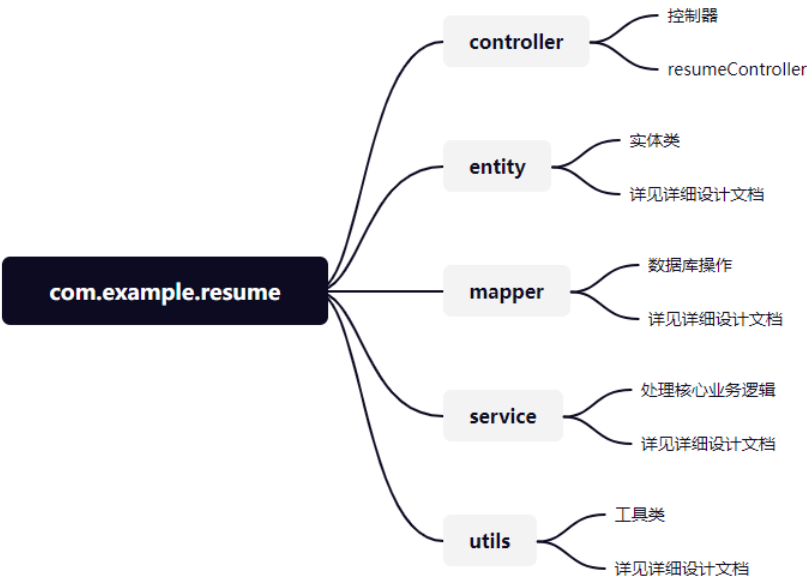 com.example.resume
controller
控制器
resumeController
entity
实体类
详见详细设计文档
mapper
数据库操作
详见详细设计文档
service
处理核心业务逻辑
详见详细设计文档
utils
工具类
详见详细设计文档